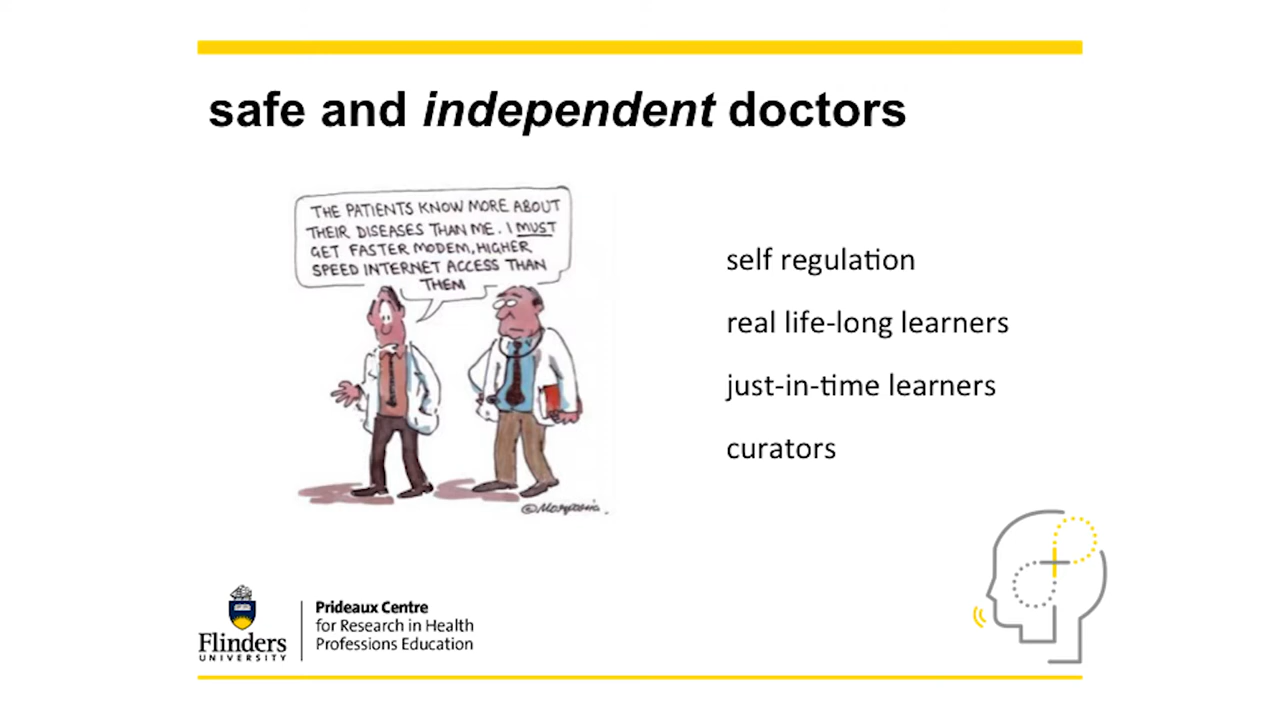 safe and independent doctors
THE PATIENTS KNOW MORE ABOUT
THEIR DISEASES THAN ME. I MUST
GET FASTER MODEM, HIGHER
SPEED INTERNET ACCESS THAN
THEM
self regulation
real life-long learners
just-in-time learners
curators
Flinders
UNIVERSITY
Prideaux Centre
for Research in Health
Professions Education